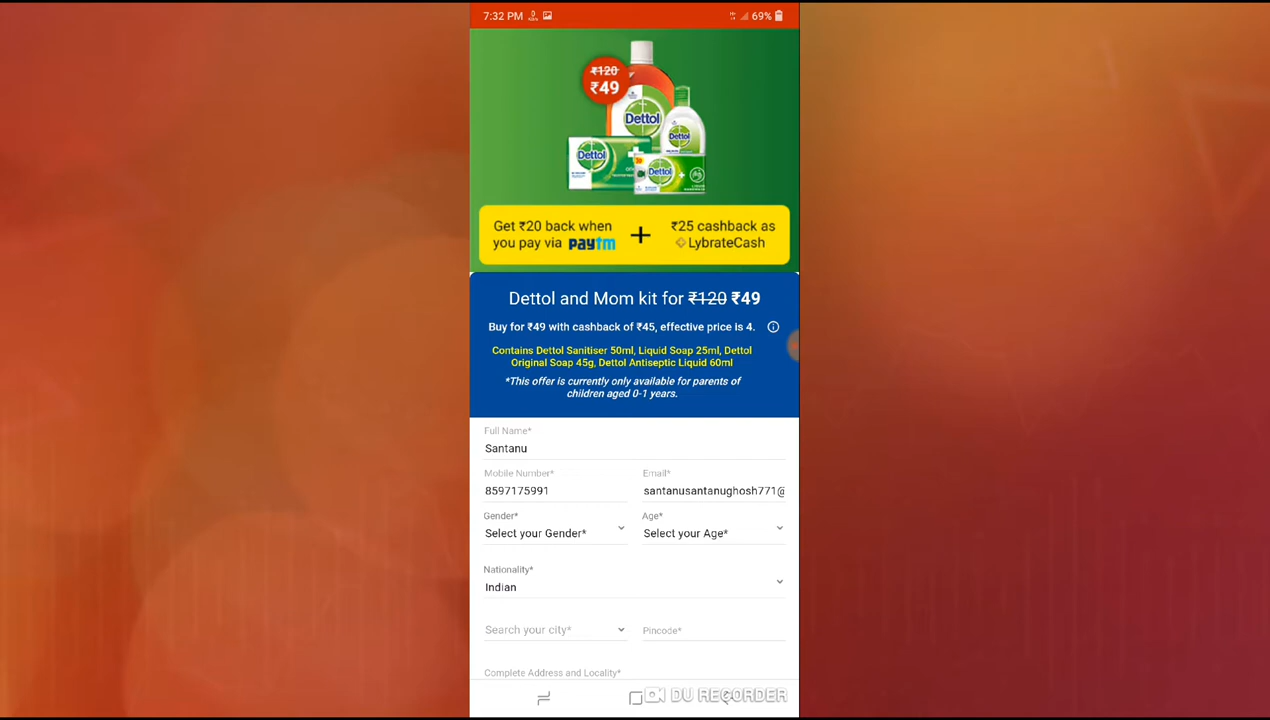 7:32 PM
69%
₹120
₹49
Dettol
Dettol
Dettol
Dettol
Get ₹20 back when
you pay via paytm
+
₹25 cashback as
LybrateCash
Dettol and Mom kit for ₹120 ₹49
Buy for ₹49 with cashback of ₹45, effective price is 4.
Contains Dettol Sanitiser 50ml, Liquid Soap 25ml, Dettol
Original Soap 45g, Dettol Antiseptic Liquid 60ml
*This offer is currently only available for parents of
children aged 0-1 years.
Full Name*
Santanu
Mobile Number* Email*
8597175991 santanusantanughosh771@
Gender* Age*
Select your Gender* Select your Age*
Nationality*
Indian
Search your city* Pincode*
Complete Address and Locality*
DU RECORDER